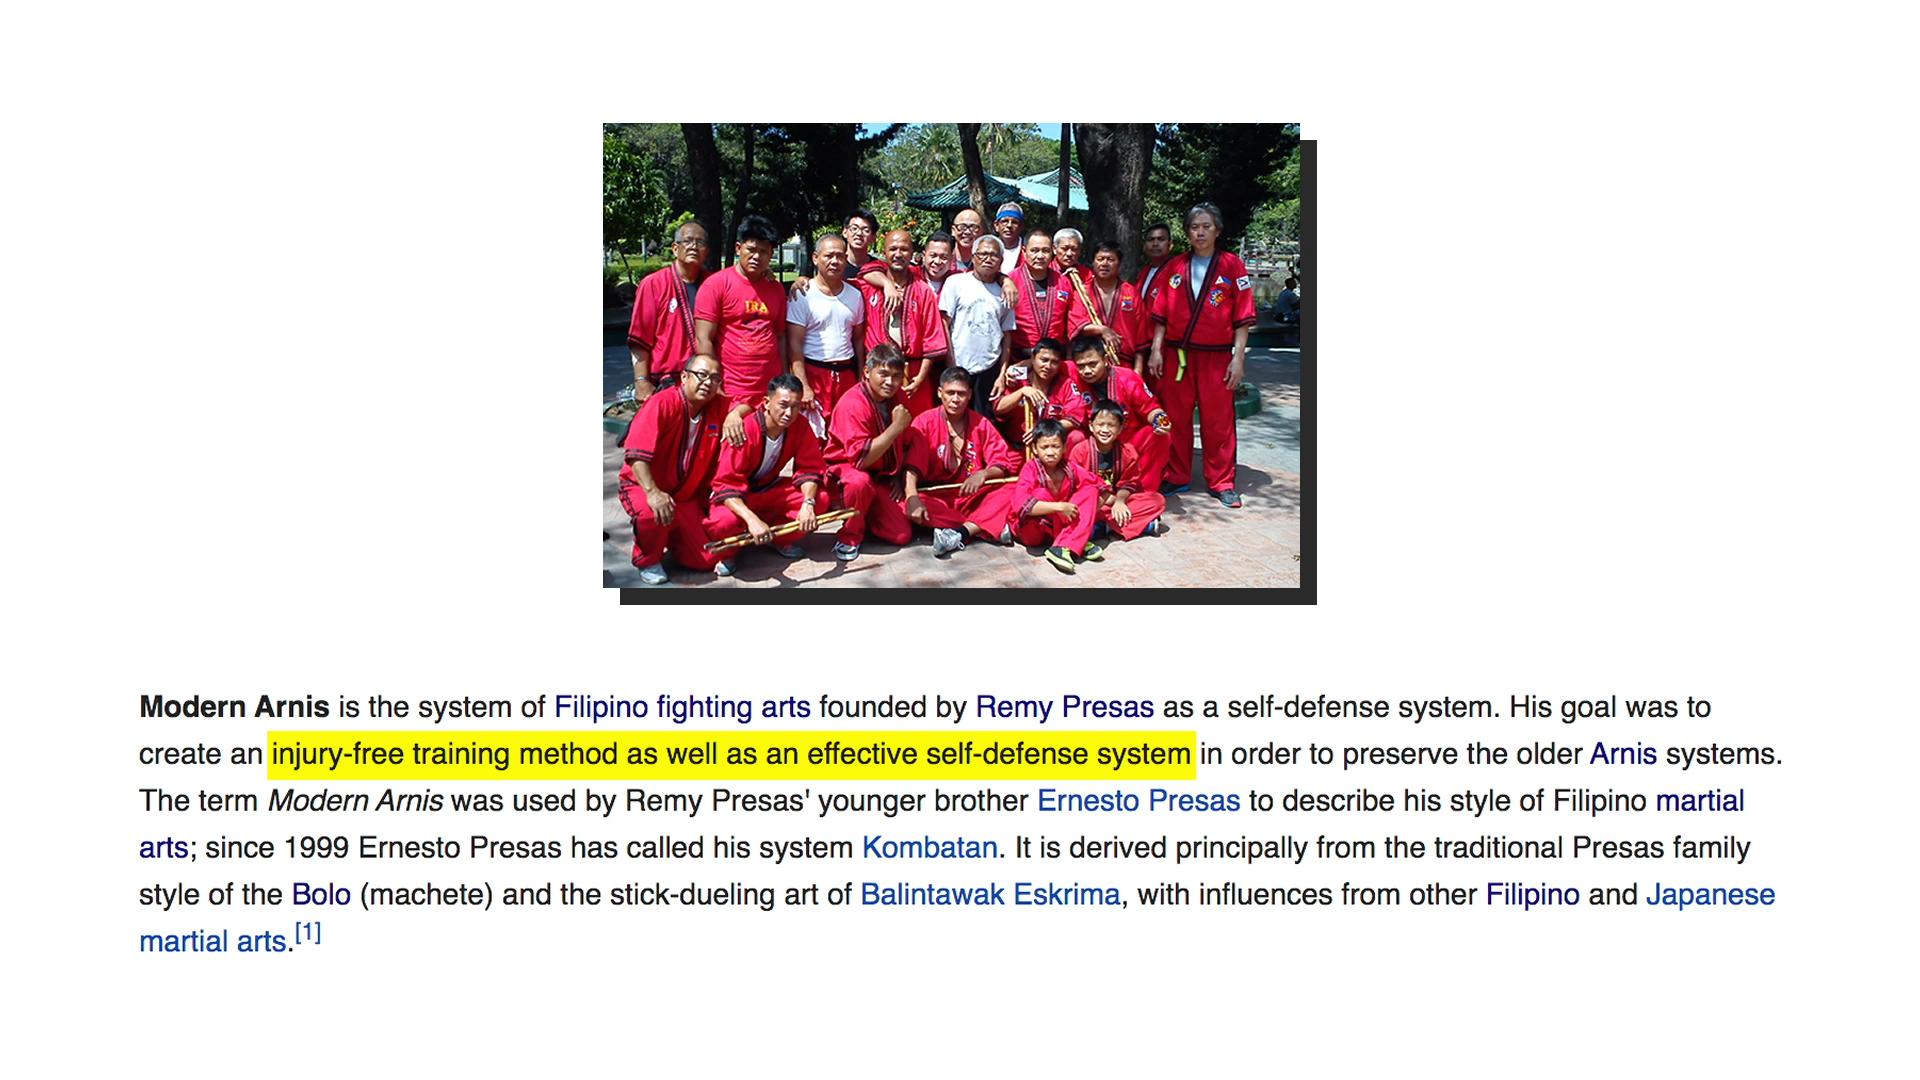 IRA
Modern Arnis is the system of Filipino fighting arts founded by Remy Presas as a self-defense system. His goal was to
create an injury-free training method as well as an effective self-defense system in order to preserve the older Arnis systems.
The term Modern Arnis was used by Remy Presas' younger brother Ernesto Presas to describe his style of Filipino martial
arts; since 1999 Ernesto Presas has called his system Kombatan. It is derived principally from the traditional Presas family
style of the Bolo (machete) and the stick-dueling art of Balintawak Eskrima, with influences from other Filipino and Japanese
martial arts.[1]